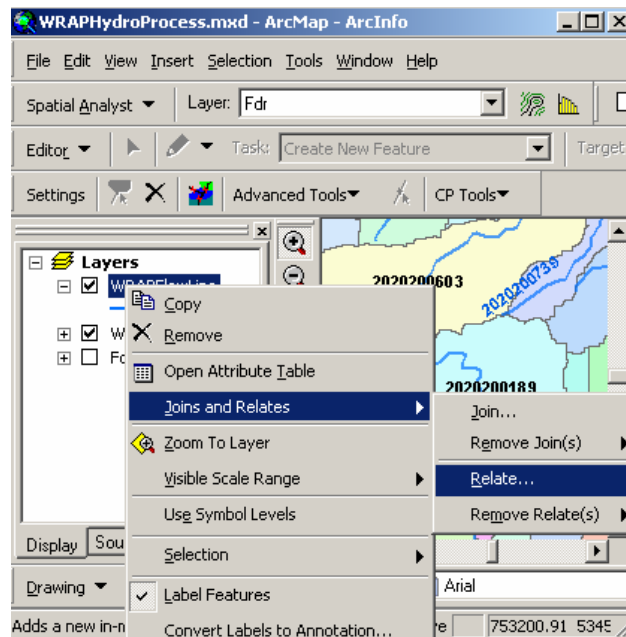 WRAPHydroProcess.mxd - ArcMap - ArcInfo
File Edit View Insert Selection Tools Window Help
Spatial Analyst Layer: Fdr
Editor Task: Create New Feature Target
Settings Advanced Tools CP Tools
Layers
WRAPFlowLine
W
Fo
2020200603
2020200739
2020200189
Copy
Remove
Open Attribute Table
Joins and Relates
Zoom To Layer
Visible Scale Range
Use Symbol Levels
Selection
Label Features
Convert Labels to Annotation...
Join...
Remove Join(s)
Relate...
Remove Relate(s)
Display Sou
Drawing Arial
Adds a new in-m 753200.91 5345